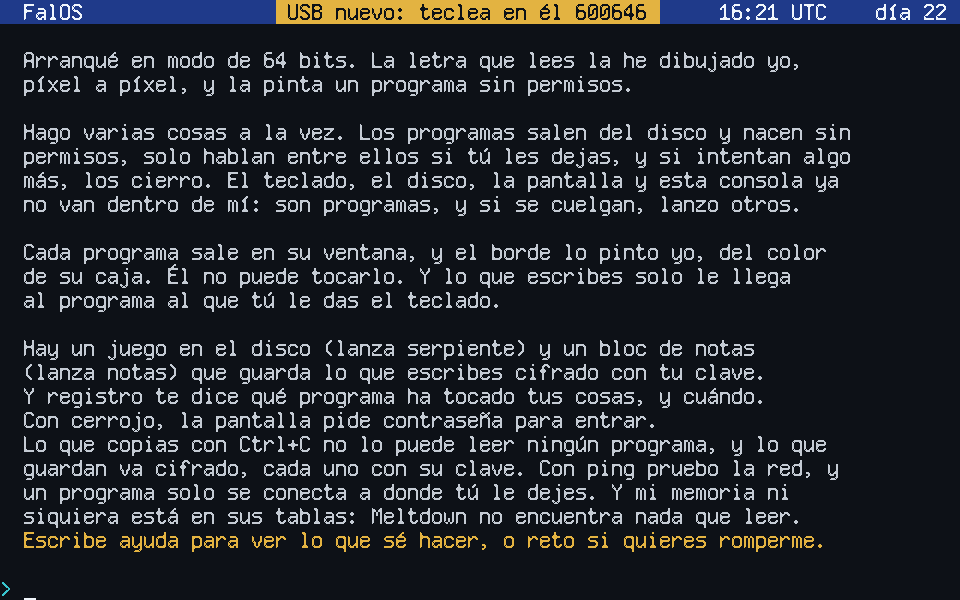 FalOS USB nuevo: teclea en él 600646 16:21 UTC día 22
Arranqué en modo de 64 bits. La letra que lees la he dibujado yo,
píxel a píxel, y la pinta un programa sin permisos.
Hago varias cosas a la vez. Los programas salen del disco y nacen sin
permisos, solo hablan entre ellos si tú les dejas, y si intentan algo
más, los cierro. El teclado, el disco, la pantalla y esta consola ya
no van dentro de mí: son programas, y si se cuelgan, lanzo otros.
Cada programa sale en su ventana, y el borde lo pinto yo, del color
de su caja. Él no puede tocarlo. Y lo que escribes solo le llega
al programa al que tú le das el teclado.
Hay un juego en el disco (lanza serpiente) y un bloc de notas
(lanza notas) que guarda lo que escribes cifrado con tu clave.
Y registro te dice qué programa ha tocado tus cosas, y cuándo.
Con cerrojo, la pantalla pide contraseña para entrar.
Lo que copias con Ctrl+C no lo puede leer ningún programa, y lo que
guardan va cifrado, cada uno con su clave. Con ping pruebo la red, y
un programa solo se conecta a donde tú le dejes. Y mi memoria ni
siquiera está en sus tablas: Meltdown no encuentra nada que leer.
Escribe ayuda para ver lo que sé hacer, o reto si quieres romperme.
>